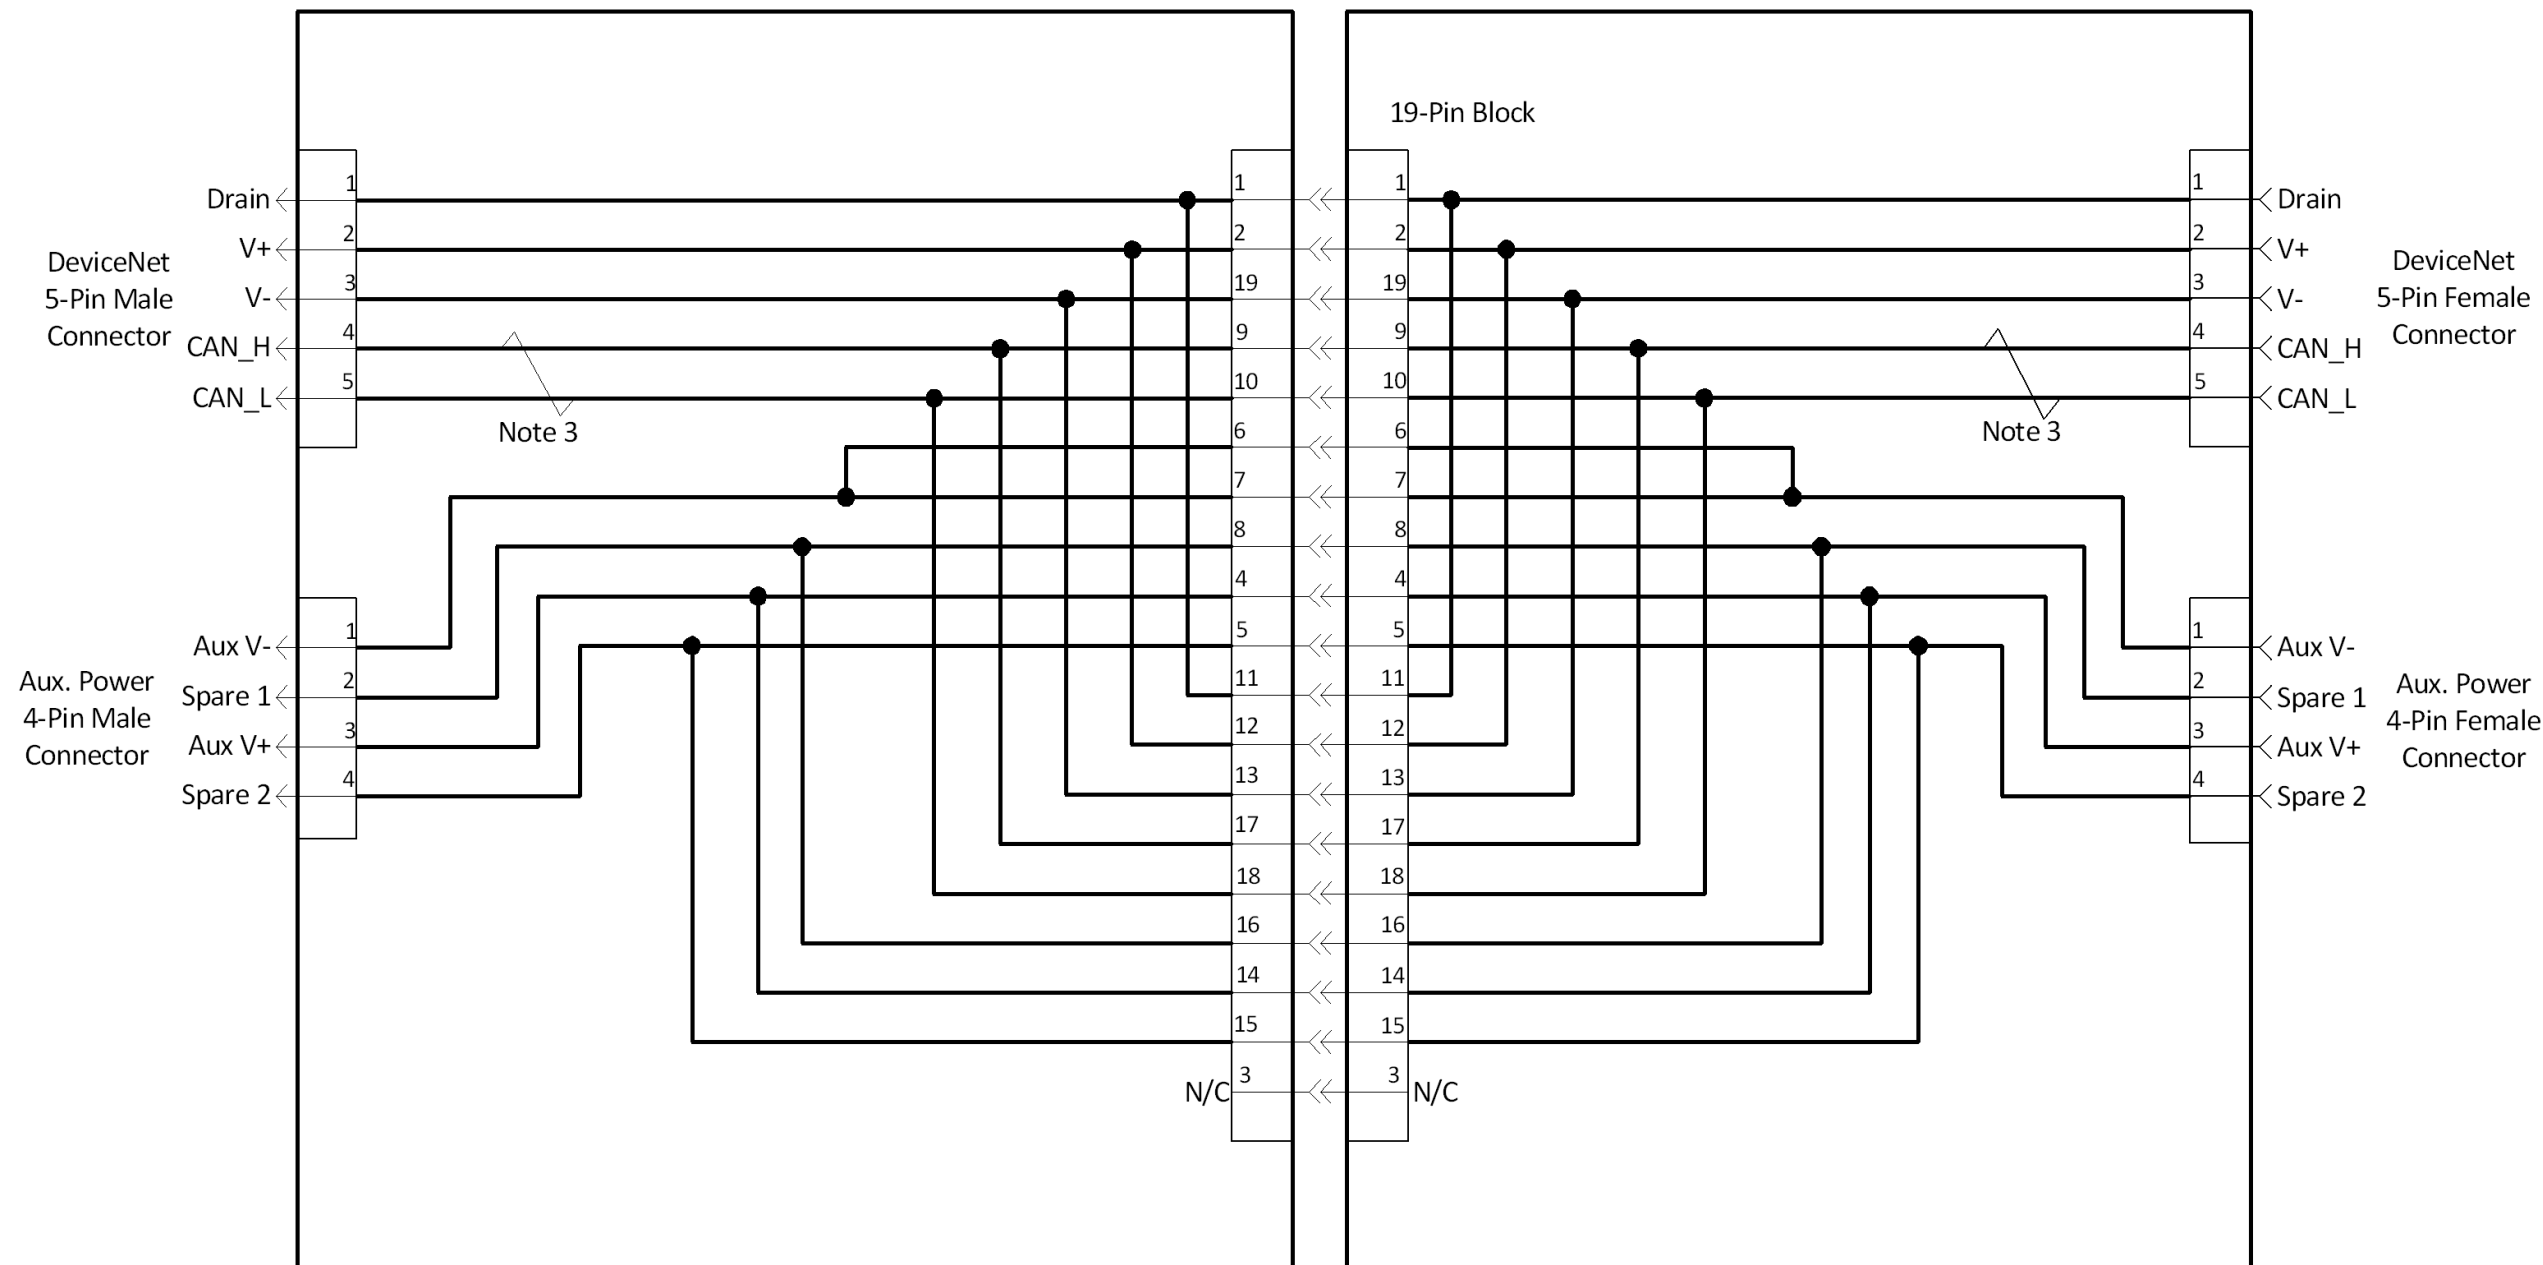 19-Pin Block
DeviceNet
5-Pin Male
Connector
Drain
V+
V-
CAN_H
CAN_L
1
2
3
4
5
Note 3
Aux. Power
4-Pin Male
Connector
Aux V-
Spare 1
Aux V+
Spare 2
1
2
3
4
1
2
19
9
10
6
7
8
4
5
11
12
13
17
18
16
14
15
3
N/C
1
2
19
9
10
6
7
8
4
5
11
12
13
17
18
16
14
15
3
N/C
1
2
3
4
5
Drain
V+
V-
CAN_H
CAN_L
DeviceNet
5-Pin Female
Connector
Note 3
1
2
3
4
Aux V-
Spare 1
Aux V+
Spare 2
Aux. Power
4-Pin Female
Connector